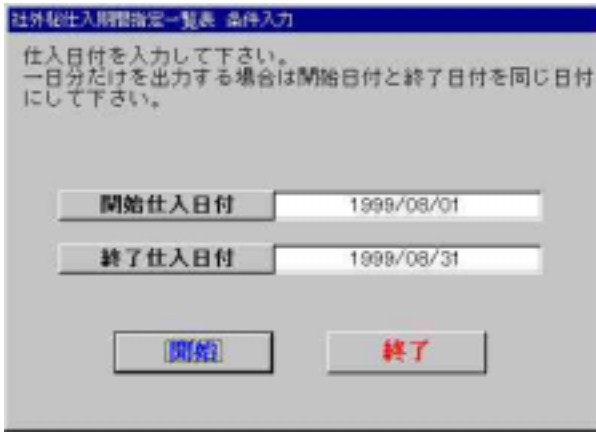 社外秘仕入期間指定一覧表 条件入力
仕入日付を入力して下さい。
一日分だけを出力する場合は開始日付と終了日付を同じ日付
にして下さい。
開始仕入日付 1999/08/01
終了仕入日付 1999/08/31
開始 終了